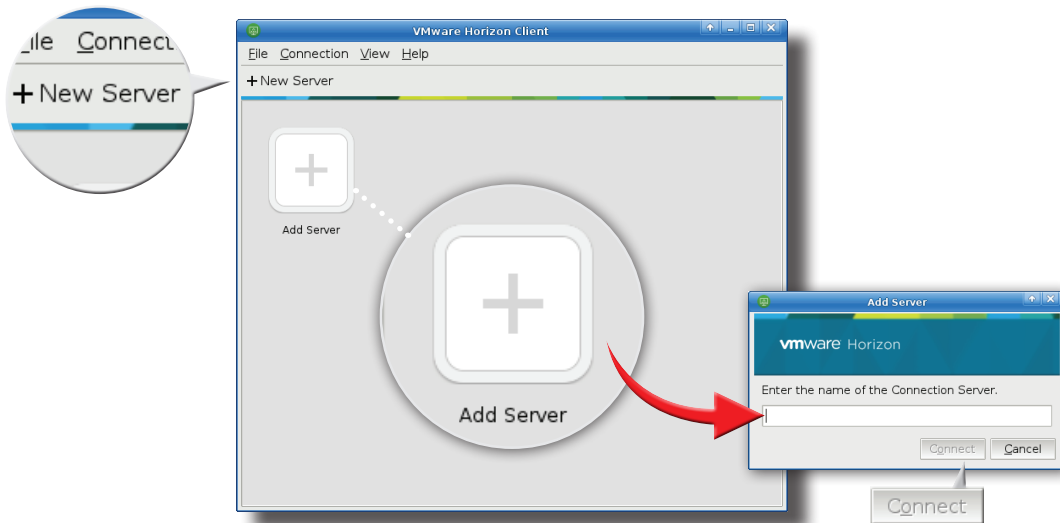 ile Connect
+ New Server
VMware Horizon Client
File Connection View Help
+ New Server
Add Server
Add Server
Add Server
vmware Horizon
Enter the name of the Connection Server.
Connect Cancel
Connect